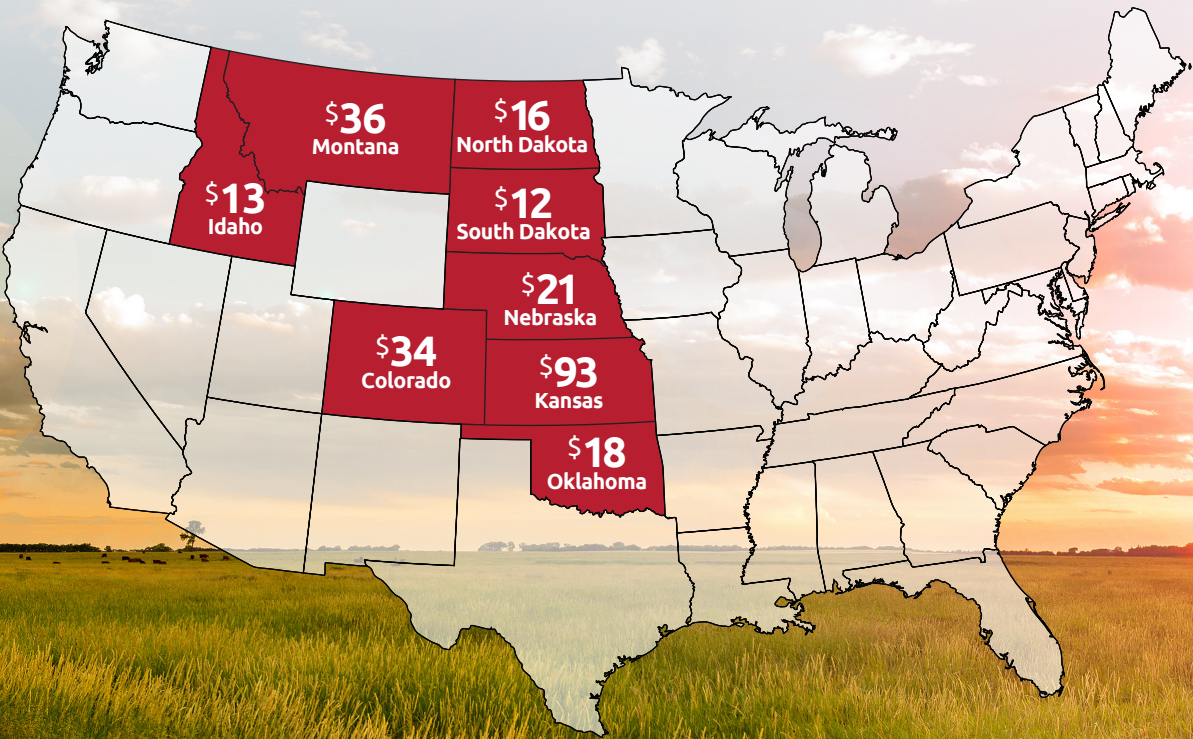 $36
Montana
$16
North Dakota
$13
Idaho
$12
South Dakota
$21
Nebraska
$34
Colorado
$93
Kansas
$18
Oklahoma